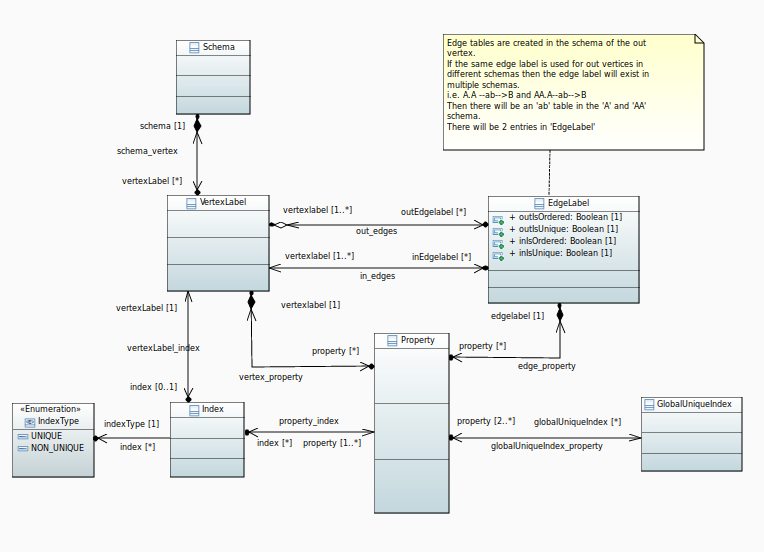 Schema
Edge tables are created in the schema of the out
vertex.
If the same edge label is used for out vertices in
different schemas then the edge label will exist in
multiple schemas.
i.e. A.A --ab-->B and AA.A--ab-->B
Then there will be an 'ab' table in the 'A' and 'AA'
schema.
There will be 2 entries in 'EdgeLabel'
schema [1]
schema_vertex
vertexLabel [*]
VertexLabel
vertexlabel [1..*]
outEdgelabel [*]
out_edges
EdgeLabel
+ outIsOrdered: Boolean [1]
+ outIsUnique: Boolean [1]
+ inIsOrdered: Boolean [1]
+ inIsUnique: Boolean [1]
vertexlabel [1..*]
inEdgelabel [*]
in_edges
vertexLabel [1]
vertexlabel [1]
edgelabel [1]
vertexLabel_index
property [*]
Property
property [*]
edge_property
vertex_property
index [0..1]
«Enumeration»
IndexType
UNIQUE
NON_UNIQUE
indexType [1]
index [*]
Index
property_index
index [*]
property [1..*]
property [2..*]
globalUniqueIndex [*]
globalUniqueIndex_property
GlobalUniqueIndex